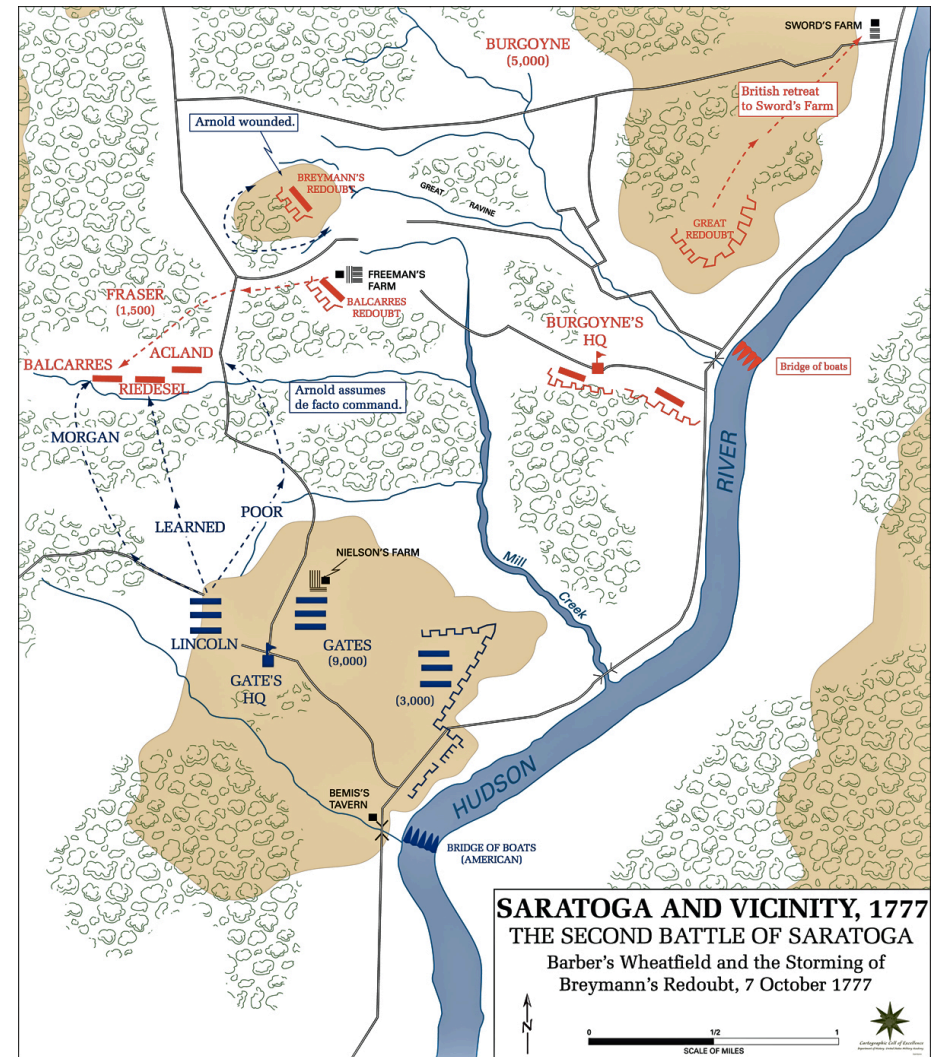 SWORD'S FARM
BURGOYNE
(5,000)
British retreat
to Sword's Farm
Arnold wounded.
BREYMANN'S
REDOUBT
GREAT
RAVINE
GREAT
REDOUBT
FREEMAN'S
FARM
BALCARRES
REDOUBT
FRASER
(1,500)
BURGOYNE'S
HQ
BALCARRES
ACLAND
RIEDESEL
Bridge of boats
Arnold assumes
de facto command.
MORGAN
LEARNED
POOR
RIVER
NIELSON'S FARM
Mill
Creek
LINCOLN
GATES
(9,000)
GATE'S
HQ
(3,000)
HUDSON
BEMIS'S
TAVERN
BRIDGE OF BOATS
(AMERICAN)
SARATOGA AND VICINITY, 1777
THE SECOND BATTLE OF SARATOGA
Barber's Wheatfield and the Storming of
Breymann's Redoubt, 7 October 1777
N
0 1/2 1
SCALE OF MILES
Cartographic Cell of Excellence